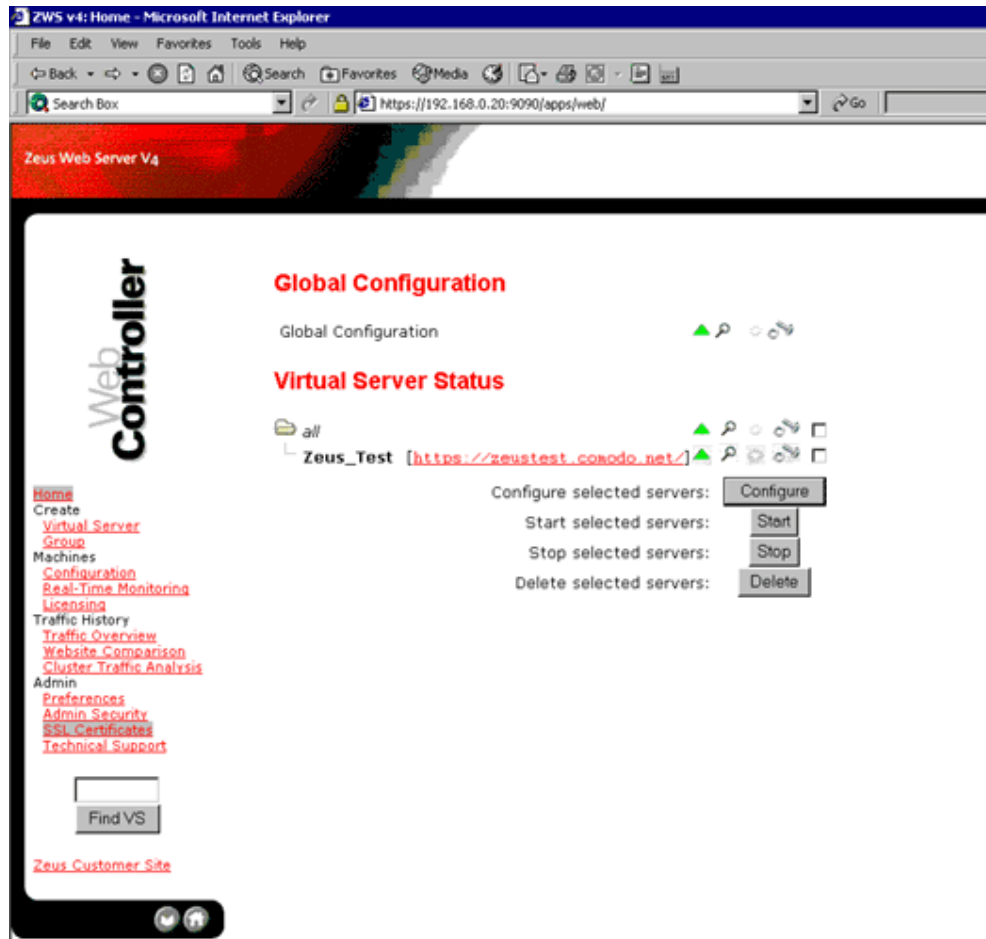 ZWS v4: Home - Microsoft Internet Explorer
File Edit View Favorites Tools Help
Back Search Favorites Media
Search Box https://192.168.0.20:9090/apps/web/ Go
Zeus Web Server V4
Web
Controller
Home
Create
Virtual Server
Group
Machines
Configuration
Real-Time Monitoring
Licensing
Traffic History
Traffic Overview
Website Comparison
Cluster Traffic Analysis
Admin
Preferences
Admin Security
SSL Certificates
Technical Support
Find VS
Zeus Customer Site
Global Configuration
Global Configuration
Virtual Server Status
all
Zeus_Test [https://zeustest.comodo.net/]
Configure selected servers: Configure
Start selected servers: Start
Stop selected servers: Stop
Delete selected servers: Delete